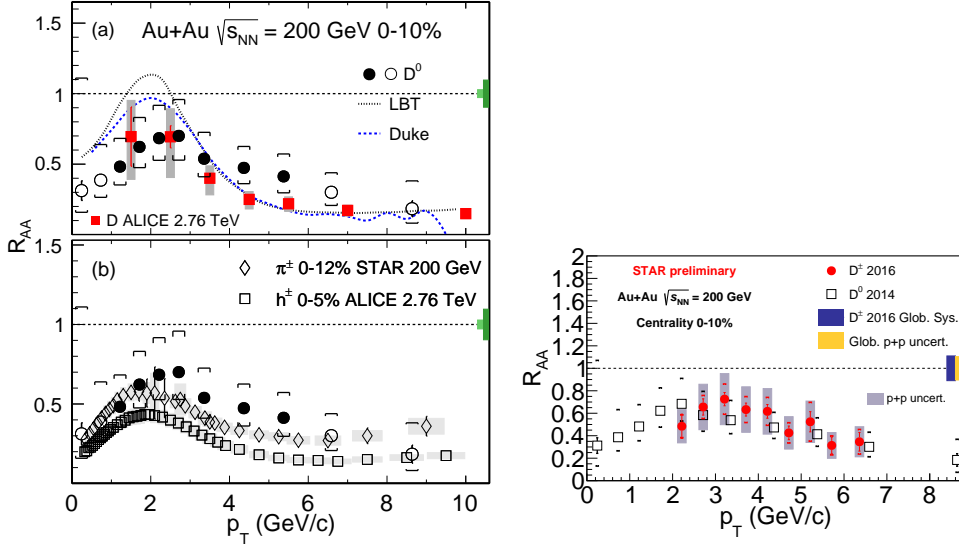 (a) Au+Au √s_NN = 200 GeV 0-10%
D⁰
LBT
Duke
D ALICE 2.76 TeV
1.5
1
0.5
R_AA
(b)
π± 0-12% STAR 200 GeV
h± 0-5% ALICE 2.76 TeV
1.5
1
0.5
0 2 4 6 8 10
p_T (GeV/c)
STAR preliminary
Au+Au √s_NN = 200 GeV
Centrality 0-10%
D± 2016
D⁰ 2014
D± 2016 Glob. Sys.
Glob. p+p uncert.
p+p uncert.
R_AA
2
1.8
1.6
1.4
1.2
1
0.8
0.6
0.4
0.2
0
0 1 2 3 4 5 6 7 8
p_T (GeV/c)